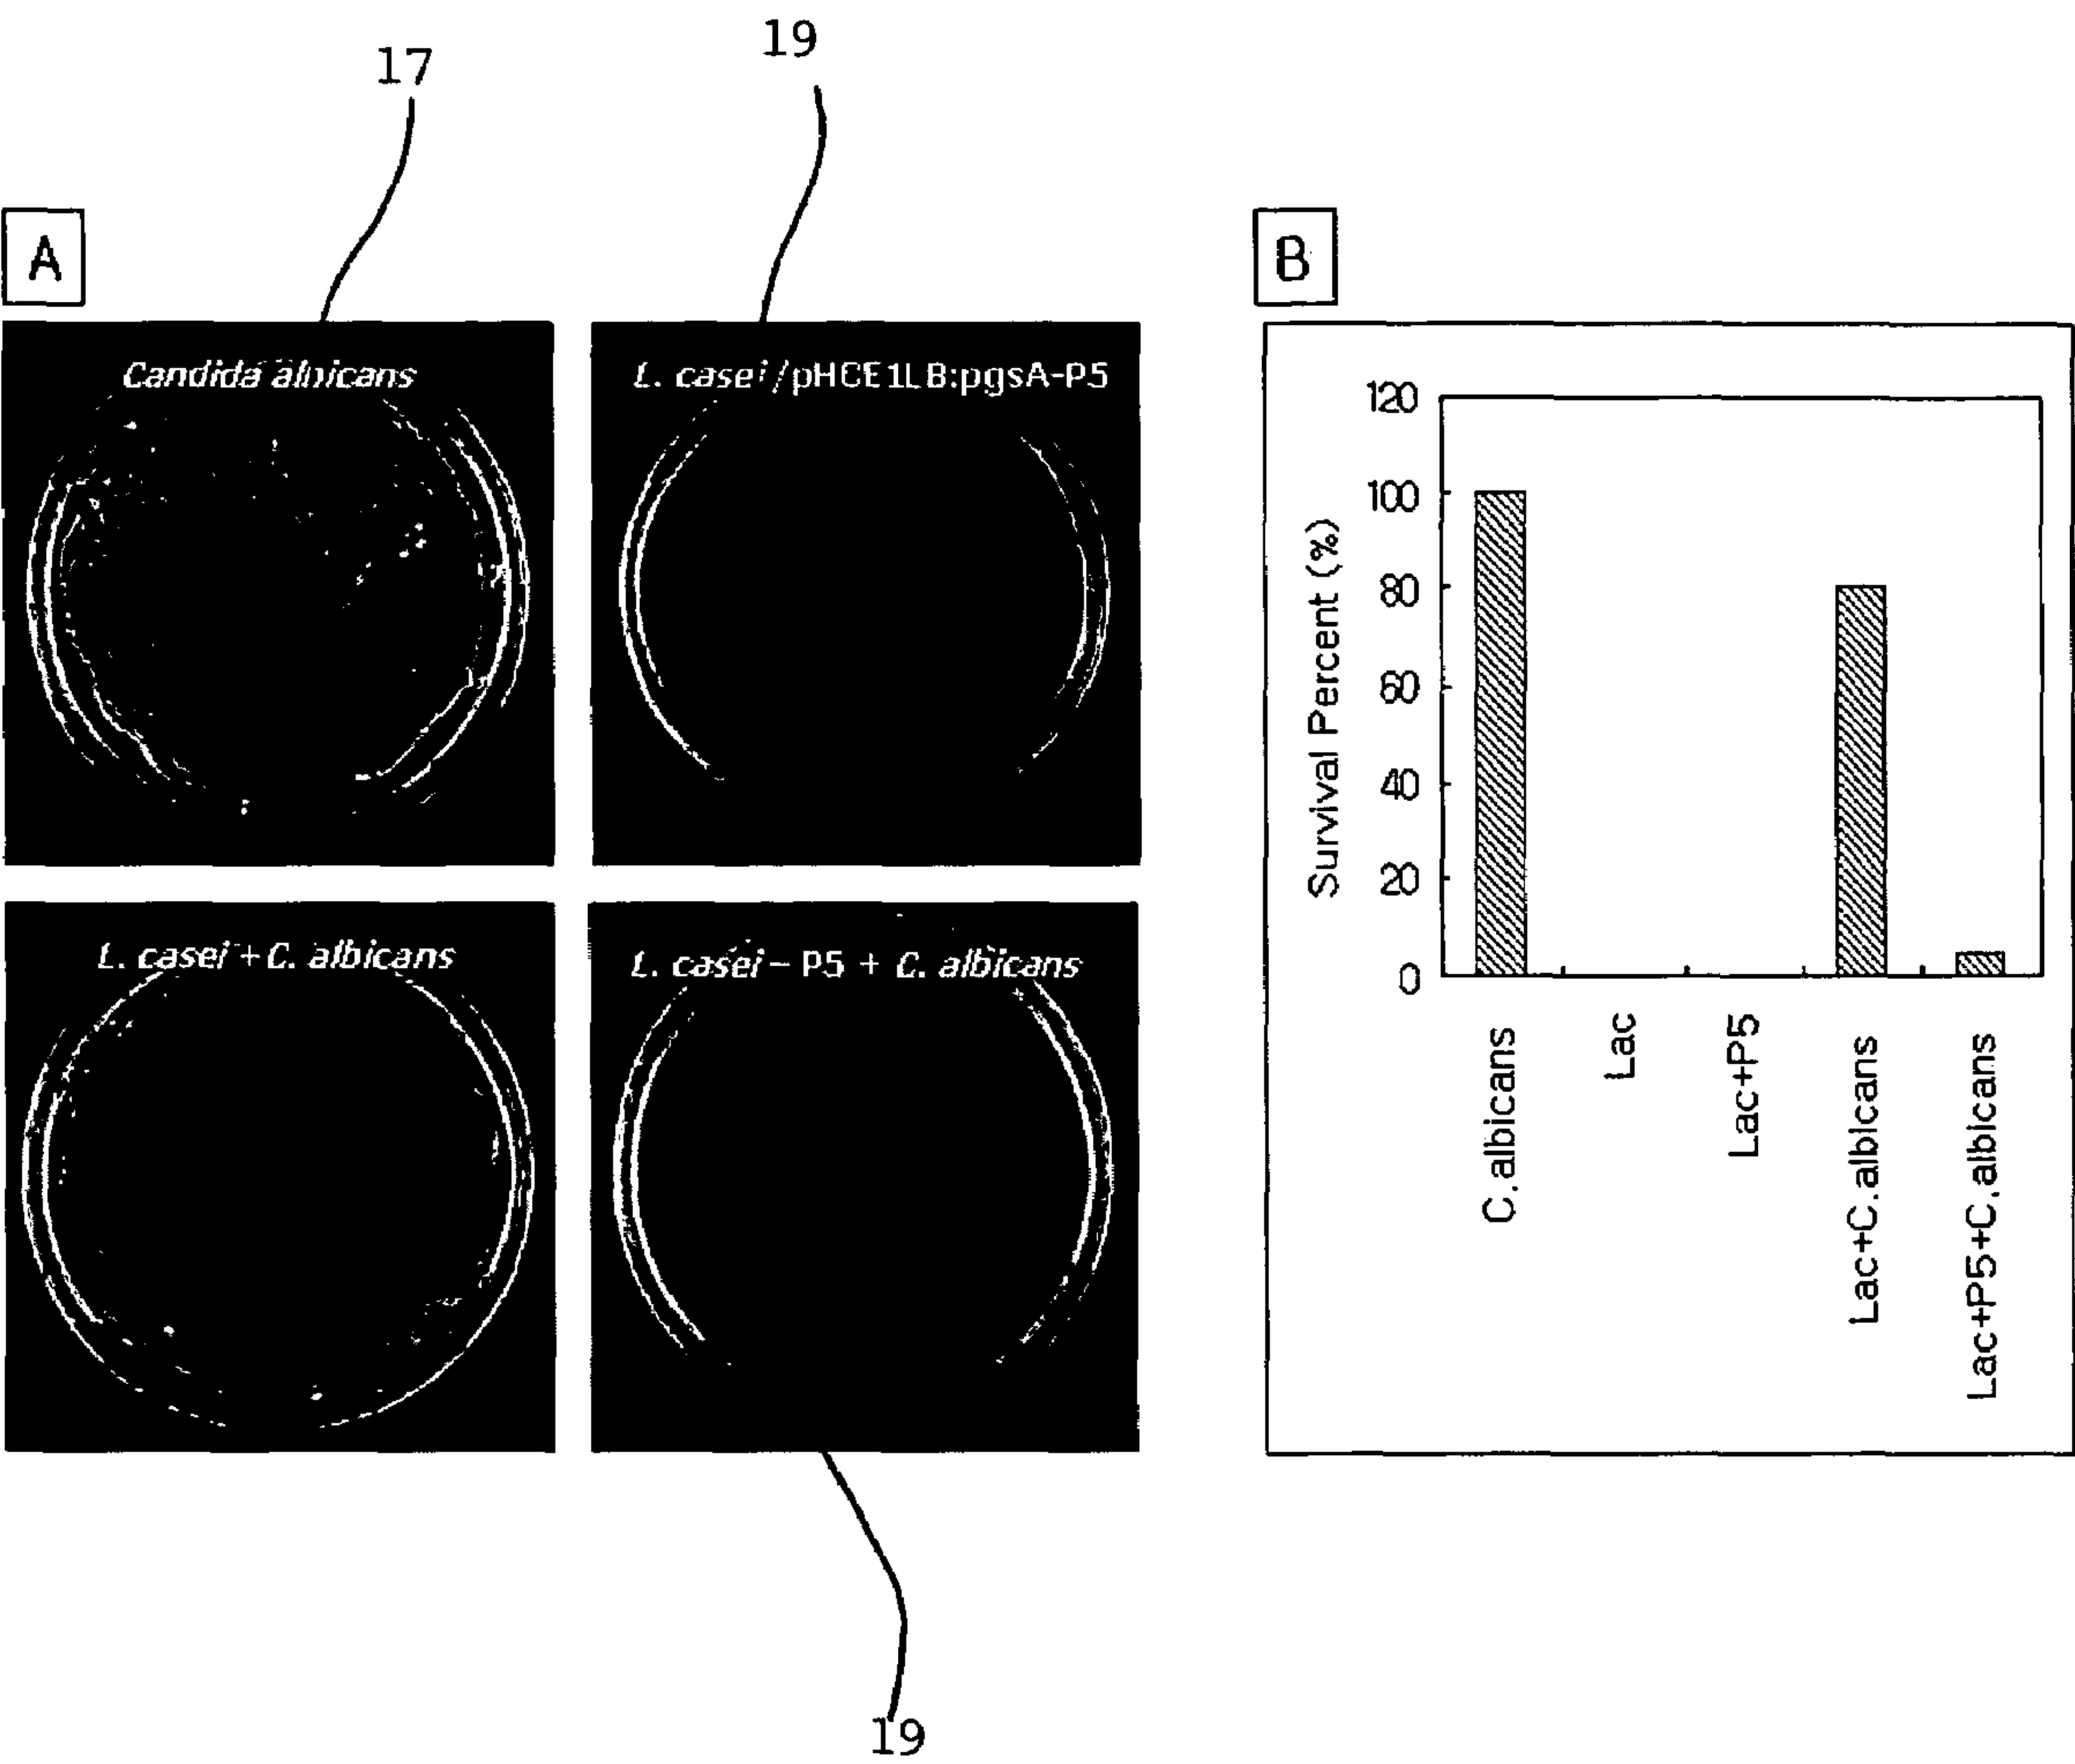 17
19
A
Candida albicans
L. casei/pHCE1LB:pgsA-P5
L. casei + C. albicans
L. casei – P5 + C. albicans
19
B
Survival Percent (%)
120
100
80
60
40
20
0
C.albicans
Lac
Lac+P5
Lac+C.albicans
Lac+P5+C.albicans